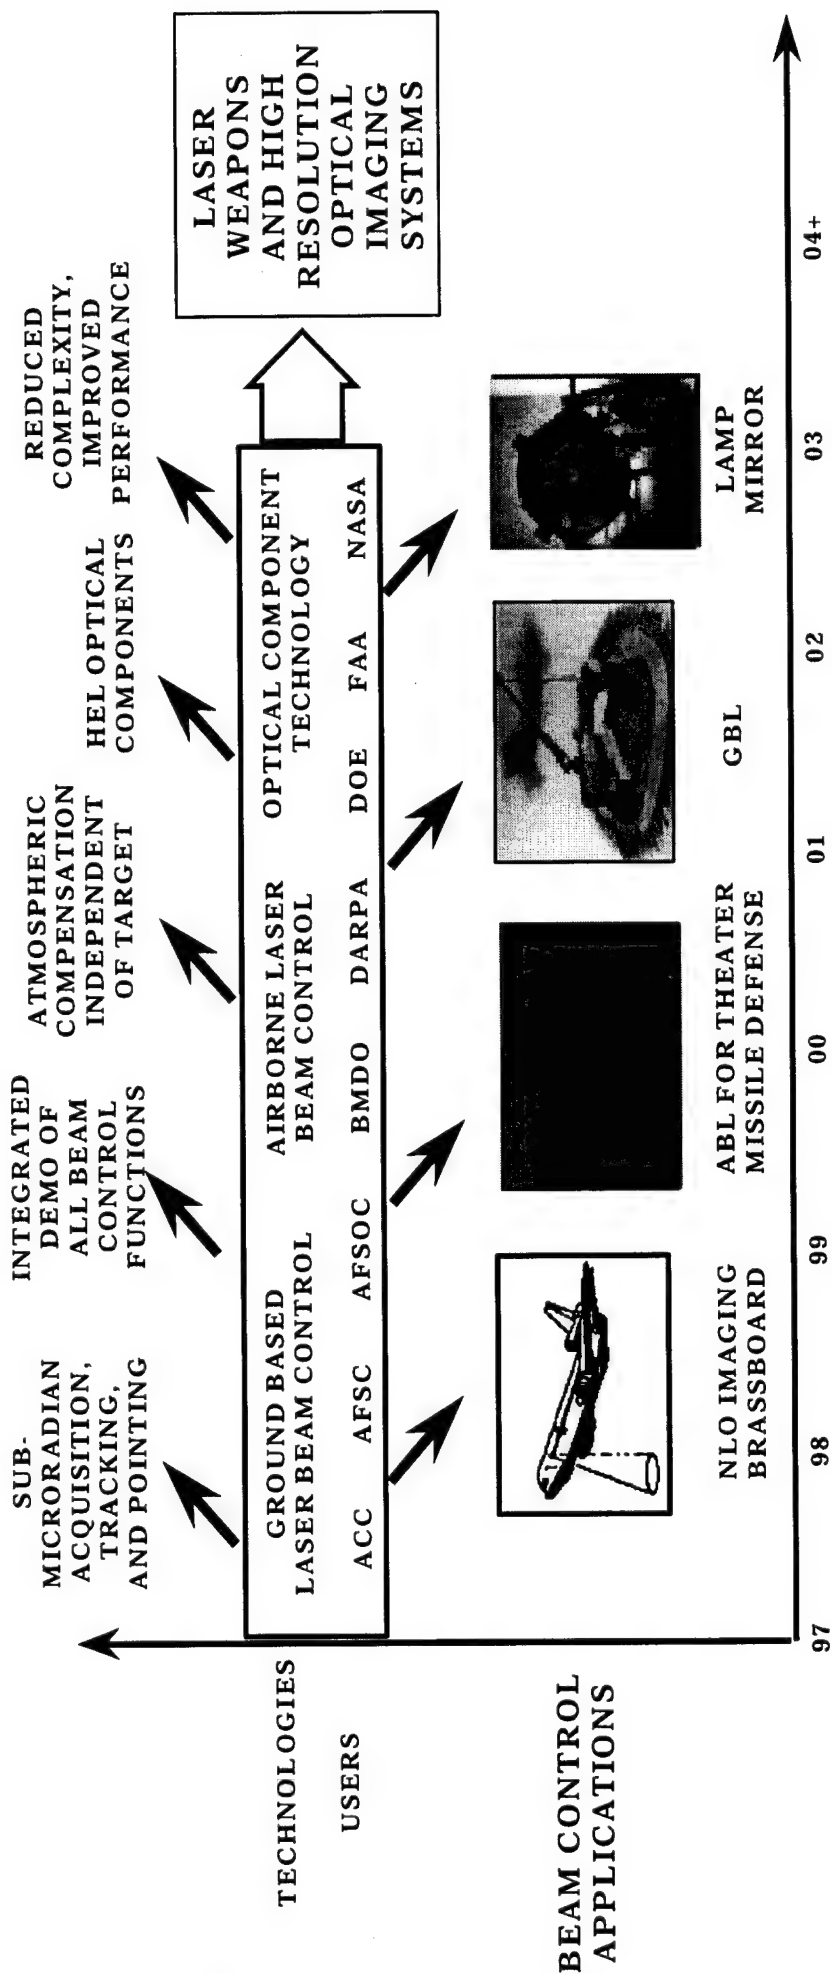 SUB-
MICRORADIAN
ACQUISITION,
TRACKING,
AND POINTING
INTEGRATED
DEMO OF
ALL BEAM
CONTROL
FUNCTIONS
ATMOSPHERIC
COMPENSATION
INDEPENDENT
OF TARGET
HEL OPTICAL
COMPONENTS
REDUCED
COMPLEXITY,
IMPROVED
PERFORMANCE
TECHNOLOGIES
GROUND BASED
LASER BEAM CONTROL
AIRBORNE LASER
BEAM CONTROL
OPTICAL COMPONENT
TECHNOLOGY
USERS
ACC AFSC AFSOC BMDO DARPA DOE FAA NASA
LASER
WEAPONS
AND HIGH
RESOLUTION
OPTICAL
IMAGING
SYSTEMS
BEAM CONTROL
APPLICATIONS
NLO IMAGING
BRASSBOARD
ABL FOR THEATER
MISSILE DEFENSE
GBL
LAMP
MIRROR
97 98 99 00 01 02 03 04+